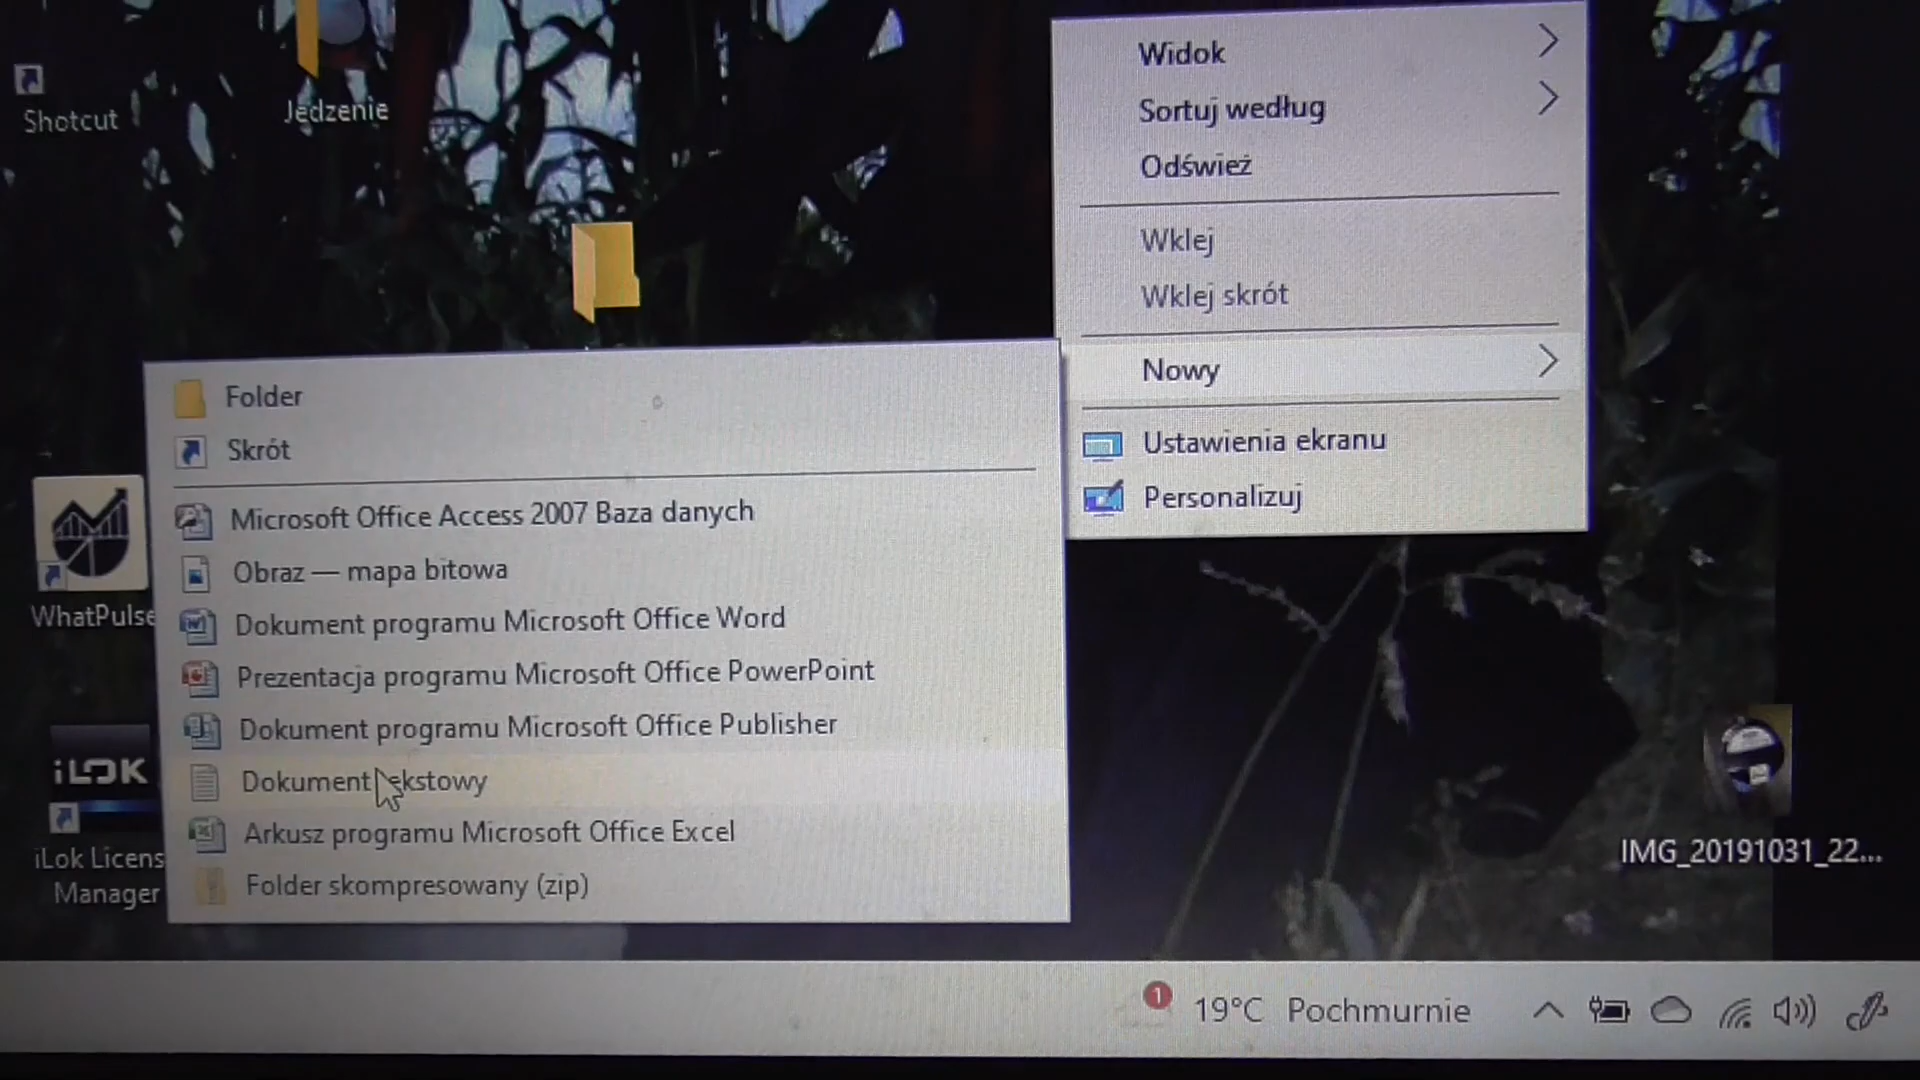 Shotcut
Jedzenie
Widok
Sortuj według
Odśwież
Wklej
Wklej skrót
Nowy
Ustawienia ekranu
Personalizuj
Folder
Skrót
Microsoft Office Access 2007 Baza danych
Obraz — mapa bitowa
Dokument programu Microsoft Office Word
Prezentacja programu Microsoft Office PowerPoint
Dokument programu Microsoft Office Publisher
Dokument tekstowy
Arkusz programu Microsoft Office Excel
Folder skompresowany (zip)
WhatPulse
iLOK
iLok Licens
Manager
IMG_20191031_22...
1
19°C Pochmurnie